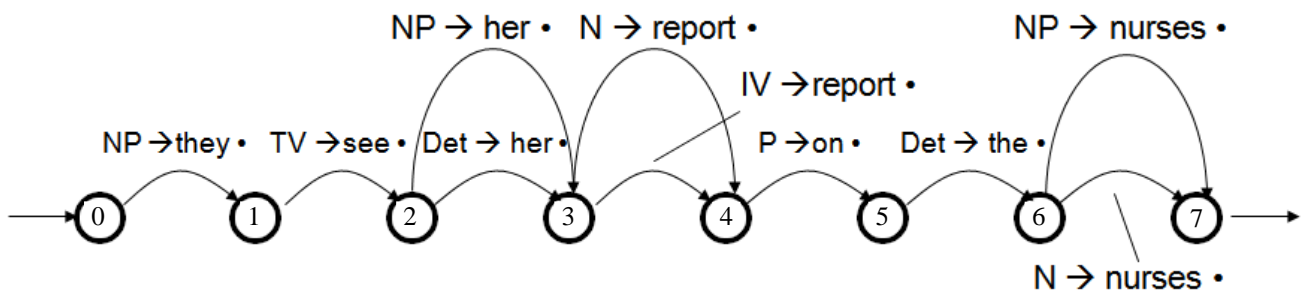 NP → her •
N → report •
NP → nurses •
IV → report •
NP → they •
TV → see •
Det → her •
P → on •
Det → the •
0
1
2
3
4
5
6
7
N → nurses •